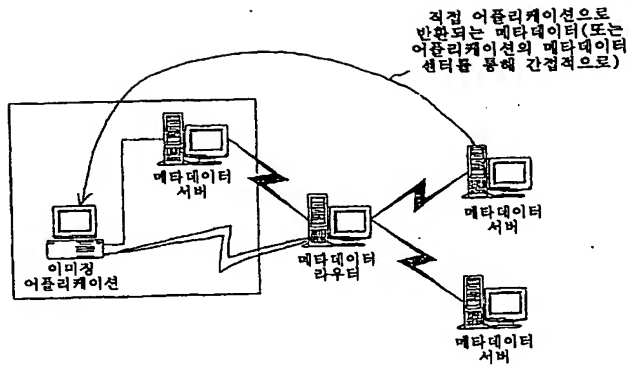 직접 어플리케이션으로
반환되는 메타데이터(또는
어플리케이션의 메타데이터
센터를 통해 간접적으로)
메타데이터
서버
이미징
어플리케이션
메타데이터
라우터
메타데이터
서버
메타데이터
서버